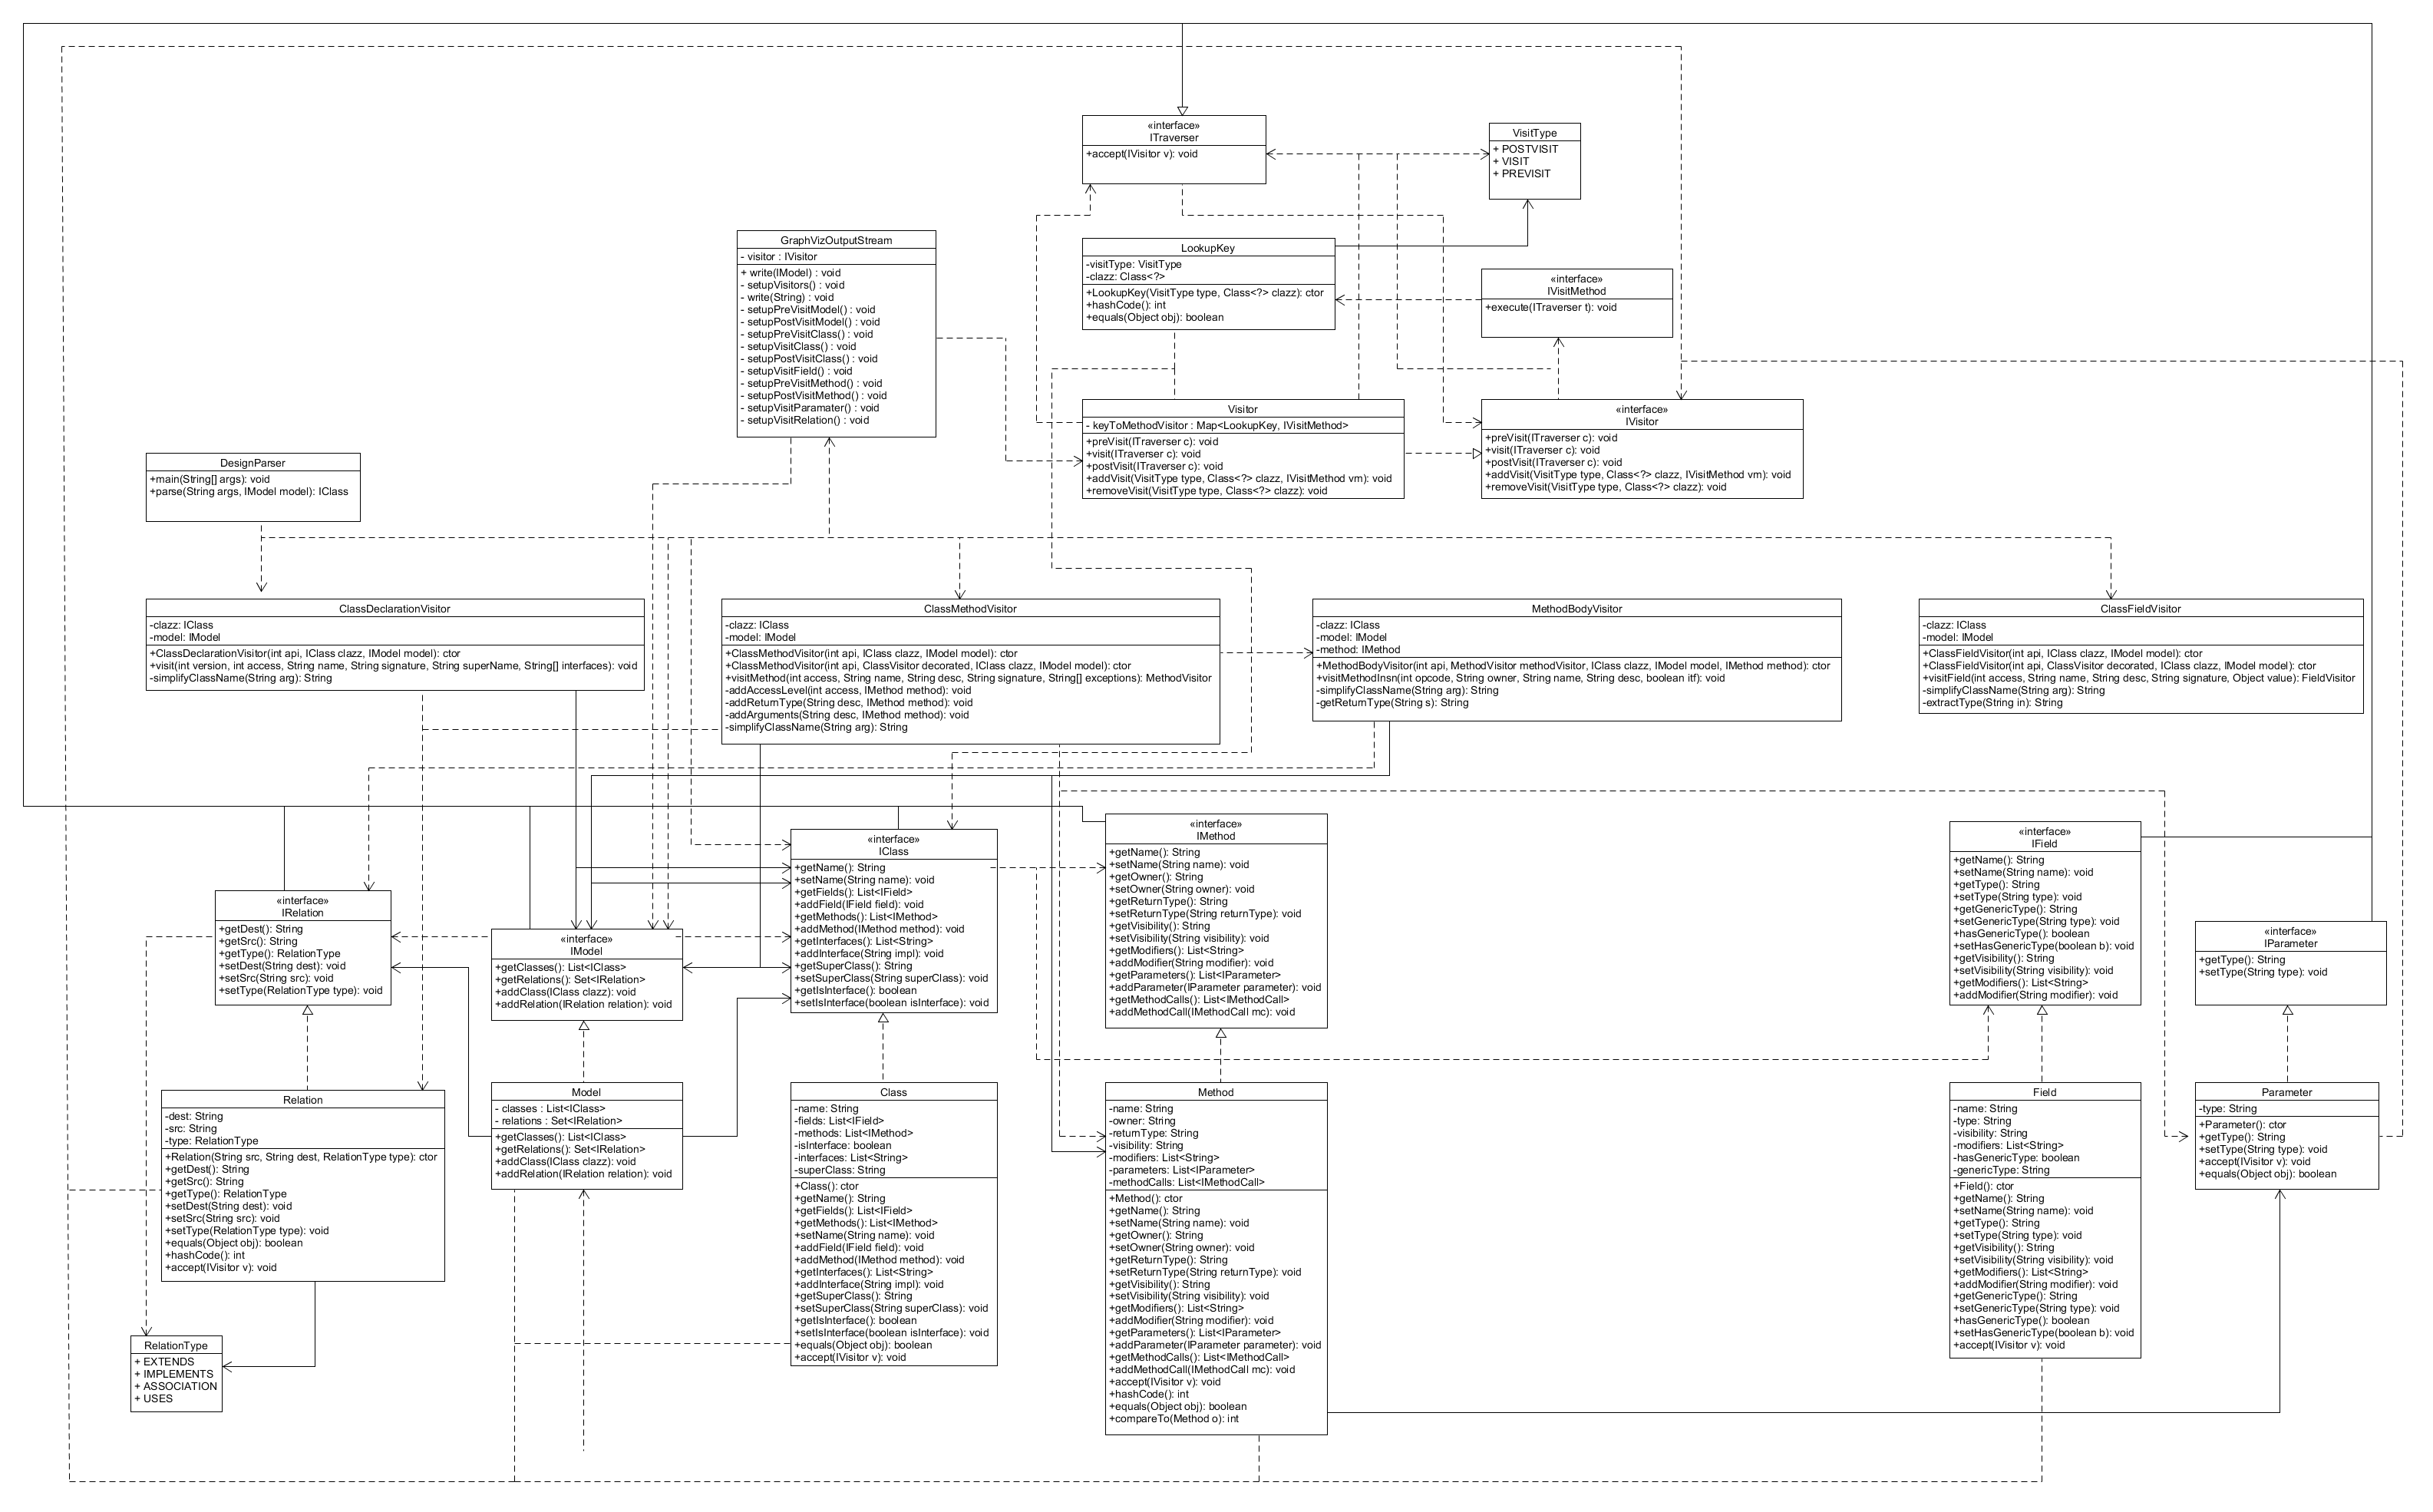 «interface»
ITraverser
+accept(IVisitor v): void
VisitType
+ POSTVISIT
+ VISIT
+ PREVISIT
GraphVizOutputStream
- visitor : IVisitor
+ write(IModel) : void
- setupVisitors() : void
- write(String) : void
- setupPreVisitModel() : void
- setupPostVisitModel() : void
- setupPreVisitClass() : void
- setupVisitClass() : void
- setupPostVisitClass() : void
- setupVisitField() : void
- setupPreVisitMethod() : void
- setupPostVisitMethod() : void
- setupVisitParamater() : void
- setupVisitRelation() : void
LookupKey
-visitType: VisitType
-clazz: Class<?>
+LookupKey(VisitType type, Class<?> clazz): ctor
+hashCode(): int
+equals(Object obj): boolean
«interface»
IVisitMethod
+execute(ITraverser t): void
Visitor
- keyToMethodVisitor : Map<LookupKey, IVisitMethod>
+preVisit(ITraverser c): void
+visit(ITraverser c): void
+postVisit(ITraverser c): void
+addVisit(VisitType type, Class<?> clazz, IVisitMethod vm): void
+removeVisit(VisitType type, Class<?> clazz): void
«interface»
IVisitor
+preVisit(ITraverser c): void
+visit(ITraverser c): void
+postVisit(ITraverser c): void
+addVisit(VisitType type, Class<?> clazz, IVisitMethod vm): void
+removeVisit(VisitType type, Class<?> clazz): void
DesignParser
+main(String[] args): void
+parse(String args, IModel model): IClass
ClassDeclarationVisitor
-clazz: IClass
-model: IModel
+ClassDeclarationVisitor(int api, IClass clazz, IModel model): ctor
+visit(int version, int access, String name, String signature, String superName, String[] interfaces): void
-simplifyClassName(String arg): String
ClassMethodVisitor
-clazz: IClass
-model: IModel
+ClassMethodVisitor(int api, IClass clazz, IModel model): ctor
+ClassMethodVisitor(int api, ClassVisitor decorated, IClass clazz, IModel model): ctor
+visitMethod(int access, String name, String desc, String signature, String[] exceptions): MethodVisitor
-addAccessLevel(int access, IMethod method): void
-addReturnType(String desc, IMethod method): void
-addArguments(String desc, IMethod method): void
-simplifyClassName(String arg): String
MethodBodyVisitor
-clazz: IClass
-model: IModel
-method: IMethod
+MethodBodyVisitor(int api, MethodVisitor methodVisitor, IClass clazz, IModel model, IMethod method): ctor
+visitMethodInsn(int opcode, String owner, String name, String desc, boolean itf): void
-simplifyClassName(String arg): String
-getReturnType(String s): String
ClassFieldVisitor
-clazz: IClass
-model: IModel
+ClassFieldVisitor(int api, IClass clazz, IModel model): ctor
+ClassFieldVisitor(int api, ClassVisitor decorated, IClass clazz, IModel model): ctor
+visitField(int access, String name, String desc, String signature, Object value): FieldVisitor
-simplifyClassName(String arg): String
-extractType(String in): String
«interface»
IRelation
+getDest(): String
+getSrc(): String
+getType(): RelationType
+setDest(String dest): void
+setSrc(String src): void
+setType(RelationType type): void
«interface»
IModel
+getClasses(): List<IClass>
+getRelations(): Set<IRelation>
+addClass(IClass clazz): void
+addRelation(IRelation relation): void
«interface»
IClass
+getName(): String
+setName(String name): void
+getFields(): List<IField>
+addField(IField field): void
+getMethods(): List<IMethod>
+addMethod(IMethod method): void
+getInterfaces(): List<String>
+addInterface(String impl): void
+getSuperClass(): String
+setSuperClass(String superClass): void
+getIsInterface(): boolean
+setIsInterface(boolean isInterface): void
«interface»
IMethod
+getName(): String
+setName(String name): void
+getOwner(): String
+setOwner(String owner): void
+getReturnType(): String
+setReturnType(String returnType): void
+getVisibility(): String
+setVisibility(String visibility): void
+getModifiers(): List<String>
+addModifier(String modifier): void
+getParameters(): List<IParameter>
+addParameter(IParameter parameter): void
+getMethodCalls(): List<IMethodCall>
+addMethodCall(IMethodCall mc): void
«interface»
IField
+getName(): String
+setName(String name): void
+getType(): String
+setType(String type): void
+getGenericType(): String
+setGenericType(String type): void
+hasGenericType(): boolean
+setHasGenericType(boolean b): void
+getVisibility(): String
+setVisibility(String visibility): void
+getModifiers(): List<String>
+addModifier(String modifier): void
«interface»
IParameter
+getType(): String
+setType(String type): void
Relation
-dest: String
-src: String
-type: RelationType
+Relation(String src, String dest, RelationType type): ctor
+getDest(): String
+getSrc(): String
+getType(): RelationType
+setDest(String dest): void
+setSrc(String src): void
+setType(RelationType type): void
+equals(Object obj): boolean
+hashCode(): int
+accept(IVisitor v): void
Model
- classes : List<IClass>
- relations : Set<IRelation>
+getClasses(): List<IClass>
+getRelations(): Set<IRelation>
+addClass(IClass clazz): void
+addRelation(IRelation relation): void
Class
-name: String
-fields: List<IField>
-methods: List<IMethod>
-isInterface: boolean
-interfaces: List<String>
-superClass: String
+Class(): ctor
+getName(): String
+getFields(): List<IField>
+getMethods(): List<IMethod>
+setName(String name): void
+addField(IField field): void
+addMethod(IMethod method): void
+getInterfaces(): List<String>
+addInterface(String impl): void
+getSuperClass(): String
+setSuperClass(String superClass): void
+getIsInterface(): boolean
+setIsInterface(boolean isInterface): void
+equals(Object obj): boolean
+accept(IVisitor v): void
Method
-name: String
-owner: String
-returnType: String
-visibility: String
-modifiers: List<String>
-parameters: List<IParameter>
-methodCalls: List<IMethodCall>
+Method(): ctor
+getName(): String
+setName(String name): void
+getOwner(): String
+setOwner(String owner): void
+getReturnType(): String
+setReturnType(String returnType): void
+getVisibility(): String
+setVisibility(String visibility): void
+getModifiers(): List<String>
+addModifier(String modifier): void
+getParameters(): List<IParameter>
+addParameter(IParameter parameter): void
+getMethodCalls(): List<IMethodCall>
+addMethodCall(IMethodCall mc): void
+accept(IVisitor v): void
+hashCode(): int
+equals(Object obj): boolean
+compareTo(Method o): int
Field
-name: String
-type: String
-visibility: String
-modifiers: List<String>
-hasGenericType: boolean
-genericType: String
+Field(): ctor
+getName(): String
+setName(String name): void
+getType(): String
+setType(String type): void
+getVisibility(): String
+setVisibility(String visibility): void
+getModifiers(): List<String>
+addModifier(String modifier): void
+getGenericType(): String
+setGenericType(String type): void
+hasGenericType(): boolean
+setHasGenericType(boolean b): void
+accept(IVisitor v): void
Parameter
-type: String
+Parameter(): ctor
+getType(): String
+setType(String type): void
+accept(IVisitor v): void
+equals(Object obj): boolean
RelationType
+ EXTENDS
+ IMPLEMENTS
+ ASSOCIATION
+ USES